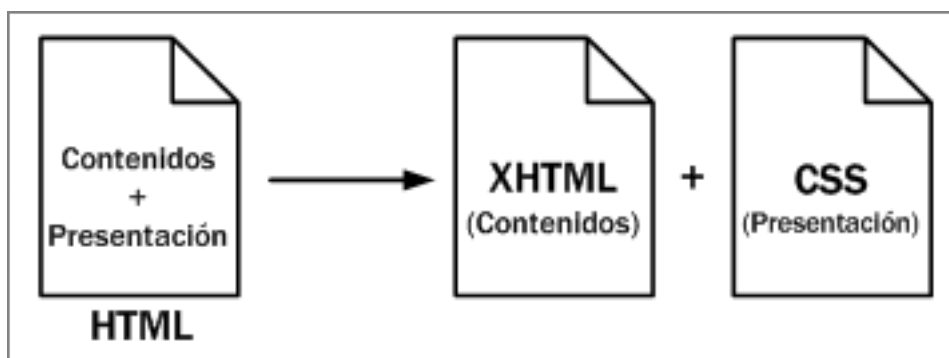 Contenidos
+
Presentación
HTML
XHTML
(Contenidos)
+
CSS
(Presentación)